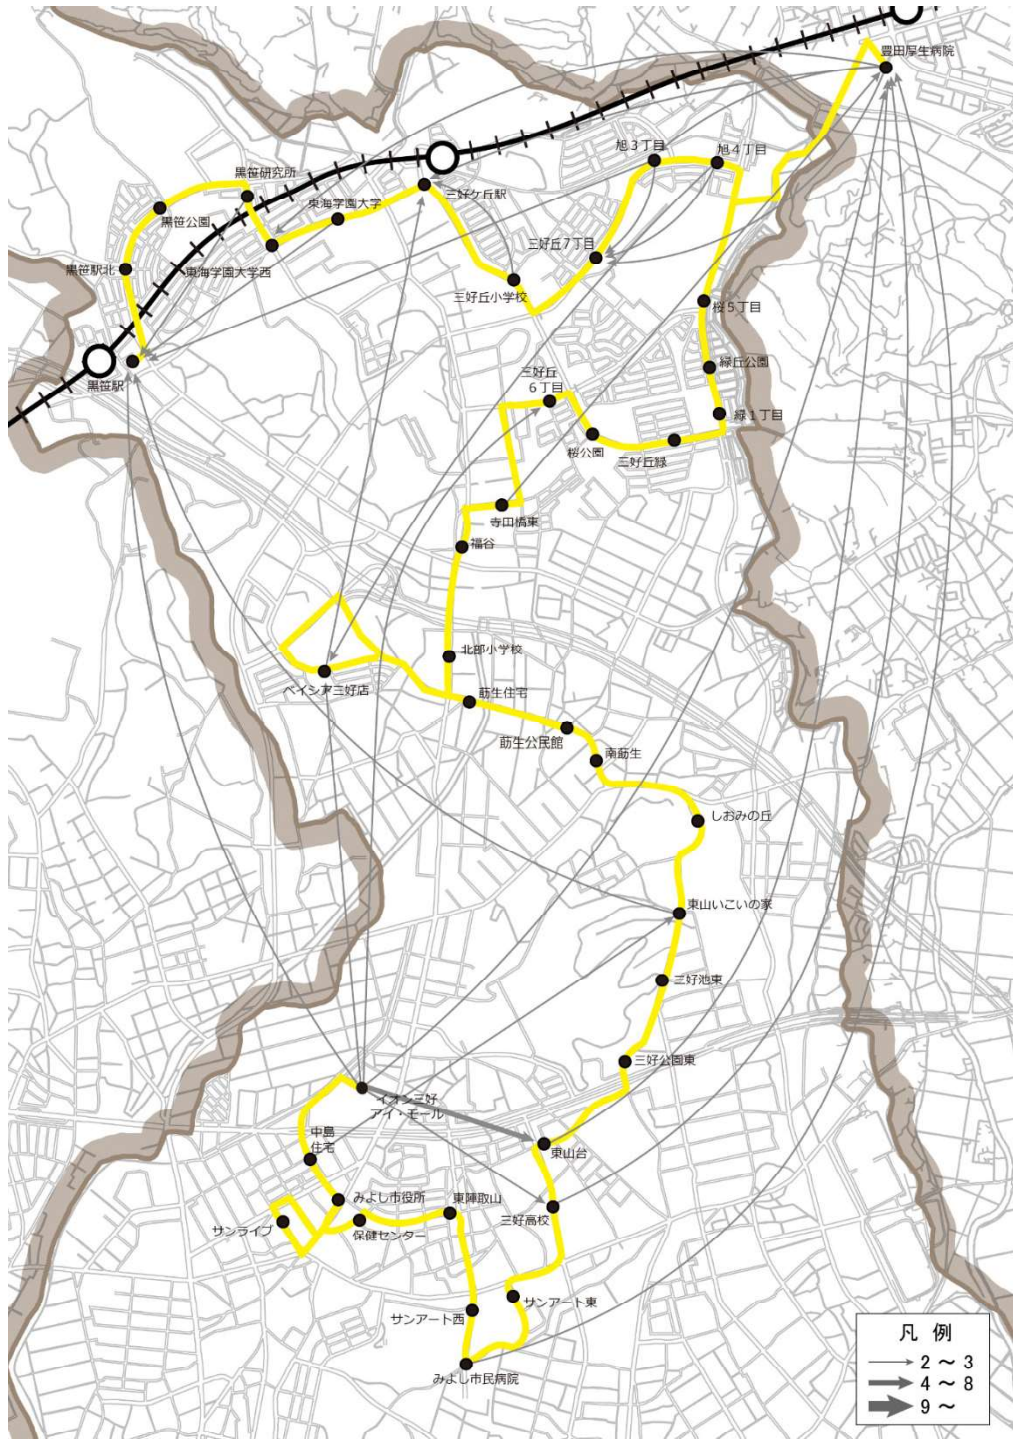 豊田厚生病院
旭3丁目
旭4丁目
黒笹研究所
三好ケ丘駅
東海学園大学
黒笹公園
三好丘7丁目
東海学園大学西
黒笹駅北
三好丘小学校
桜5丁目
緑丘公園
黒笹駅
三好丘
6丁目
緑1丁目
桜公園
三好丘緑
寺田橋東
福谷
北部小学校
ベイシア三好店
莇生住宅
莇生公民館
南莇生
しおみの丘
東山いこいの家
三好池東
三好公園東
イオン三好
アイ・モール
中島
住宅
東山台
みよし市役所
東陣取山
三好高校
サンライブ
保健センター
サンアート東
サンアート西
みよし市民病院
凡 例
2 ~ 3
4 ~ 8
9 ~